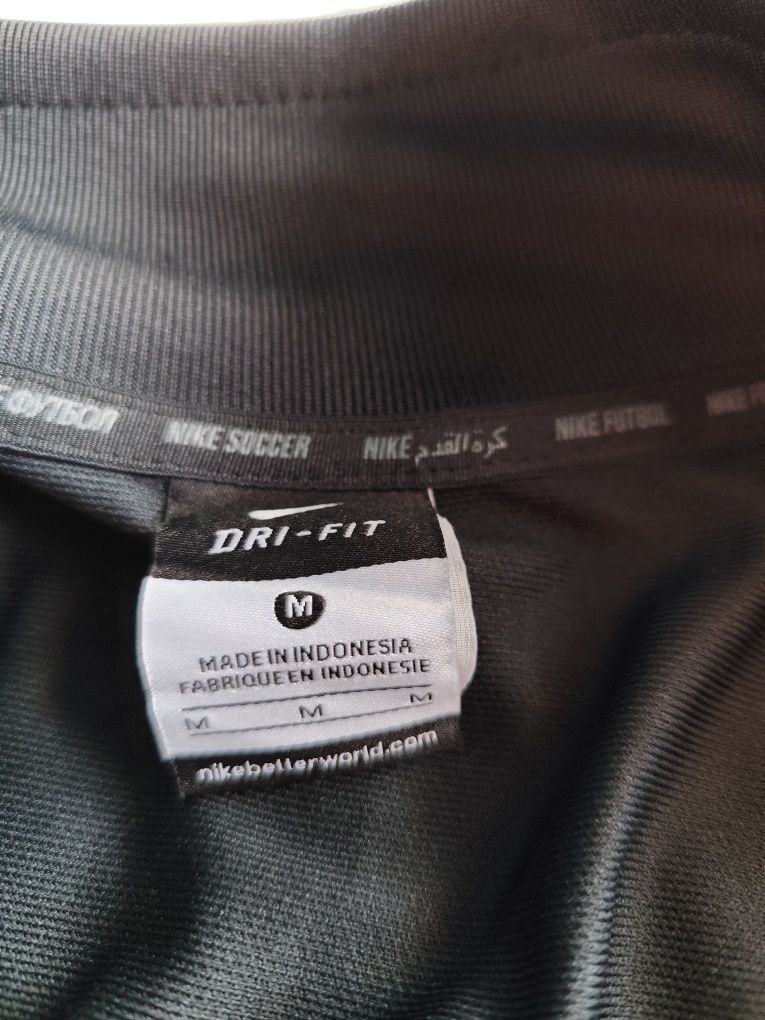 ФУТБОЛ NIKE SOCCER NIKE كرة القدم NIKE FUTBOL NIKE
DRI-FIT
M
MADE IN INDONESIA
FABRIQUE EN INDONESIE
M M M
nikebetterworld.com